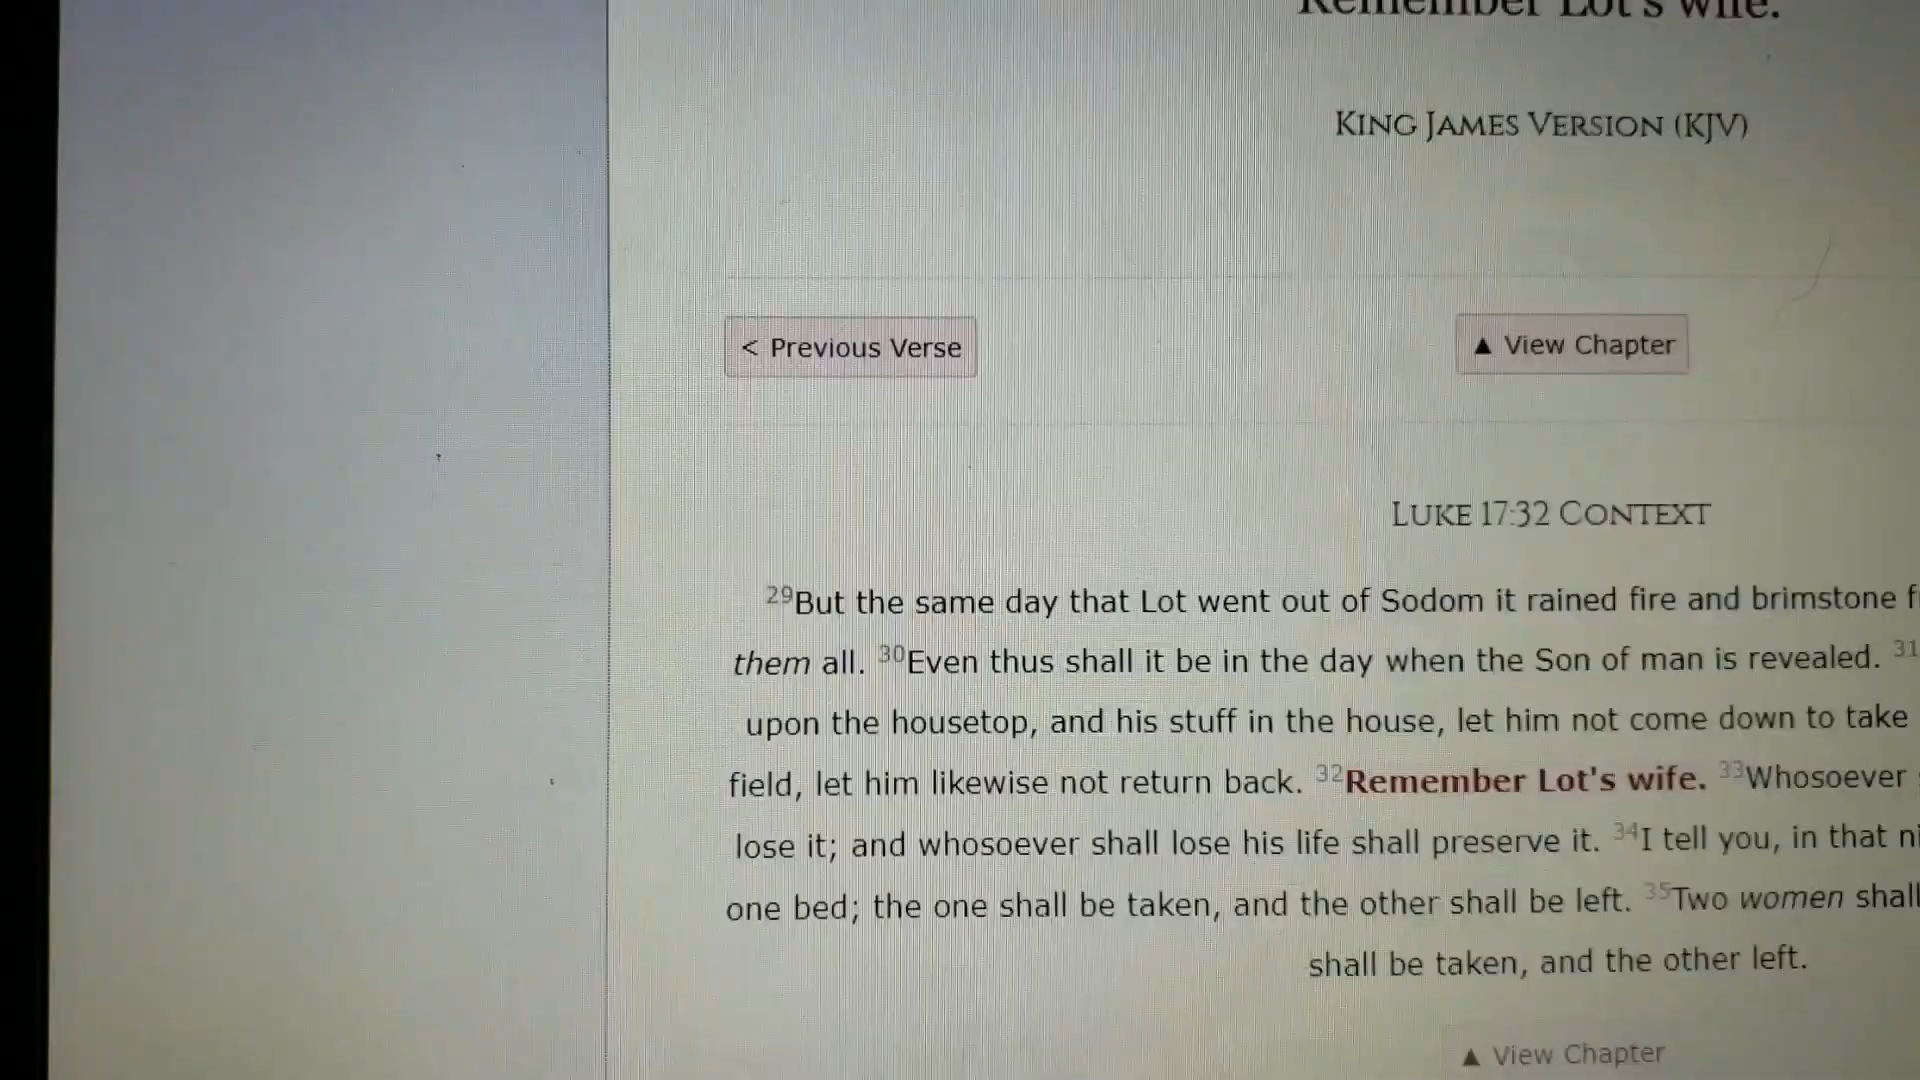 Remember Lot's wife.
KING JAMES VERSION (KJV)
< Previous Verse
▲ View Chapter
LUKE 17:32 CONTEXT
29But the same day that Lot went out of Sodom it rained fire and brimstone
them all. 30Even thus shall it be in the day when the Son of man is revealed. 31
upon the housetop, and his stuff in the house, let him not come down to take
field, let him likewise not return back. 32Remember Lot's wife. 33Whosoever
lose it; and whosoever shall lose his life shall preserve it. 34I tell you, in that
one bed; the one shall be taken, and the other shall be left. 35Two women shall
shall be taken, and the other left.
▲ View Chapter